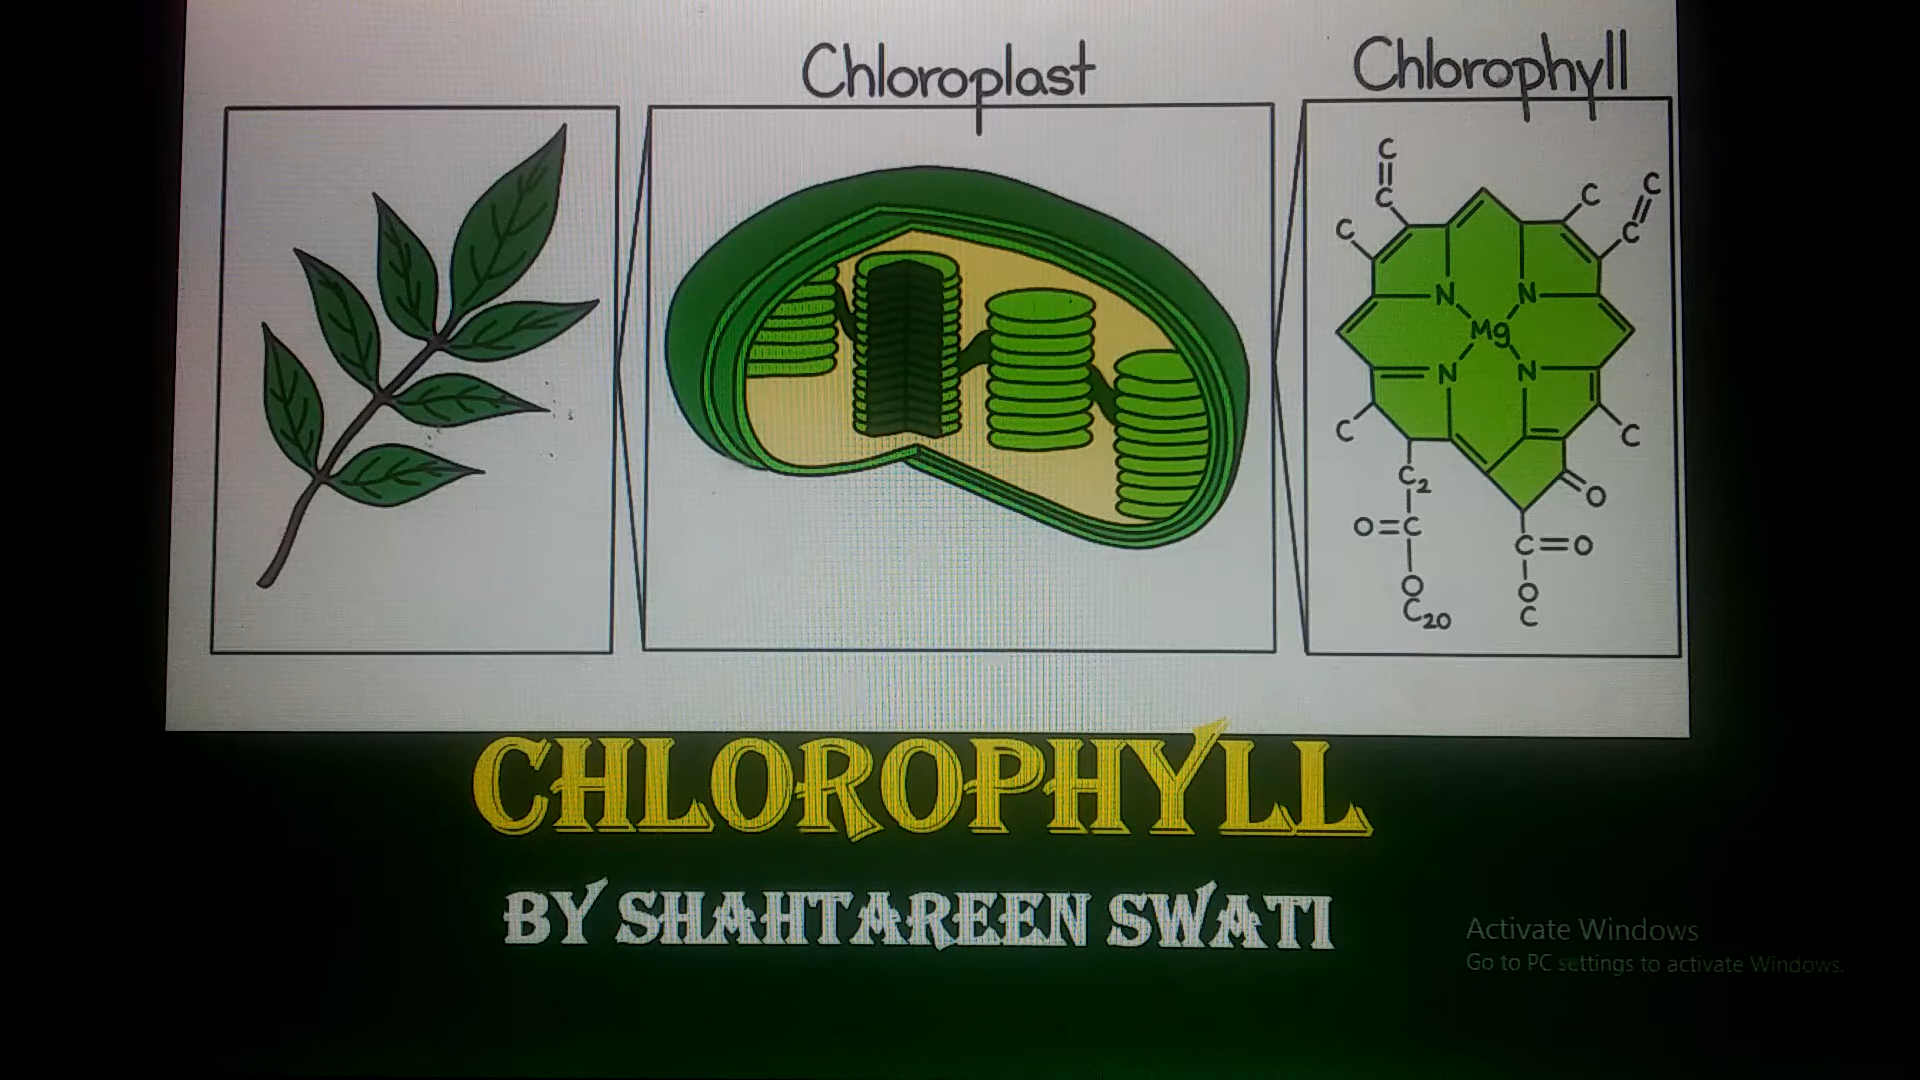 Chloroplast
Chlorophyll
C
C
C
C
C
C
N
N
Mg
N
N
C
C
C₂
O
O=C
C=O
O
O
C₂₀
C
CHLOROPHYLL
BY SHAHTAREEN SWATI
Activate Windows
Go to PC settings to activate Windows.